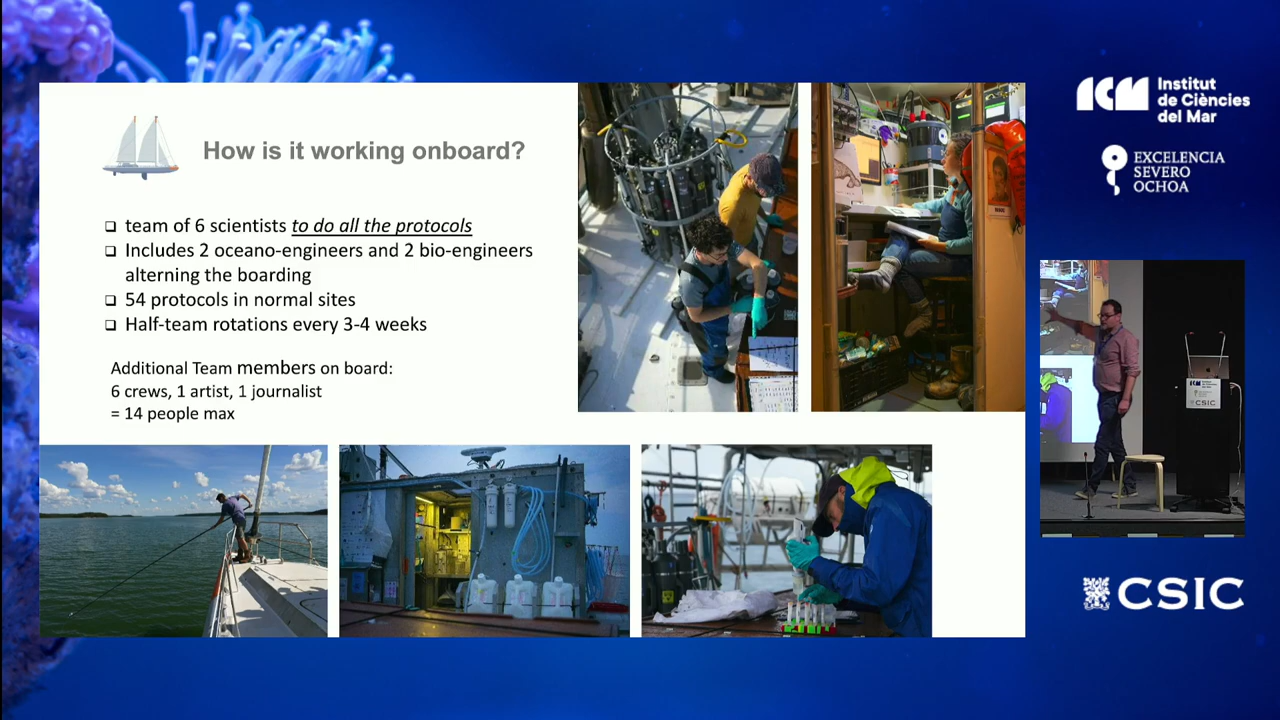 How is it working onboard?
❑ team of 6 scientists to do all the protocols
❑ Includes 2 oceano-engineers and 2 bio-engineers
alterning the boarding
❑ 54 protocols in normal sites
❑ Half-team rotations every 3-4 weeks
Additional Team members on board:
6 crews, 1 artist, 1 journalist
= 14 people max
ICM
Institut
de Ciències
del Mar
EXCELENCIA
SEVERO
OCHOA
CSIC
CSIC